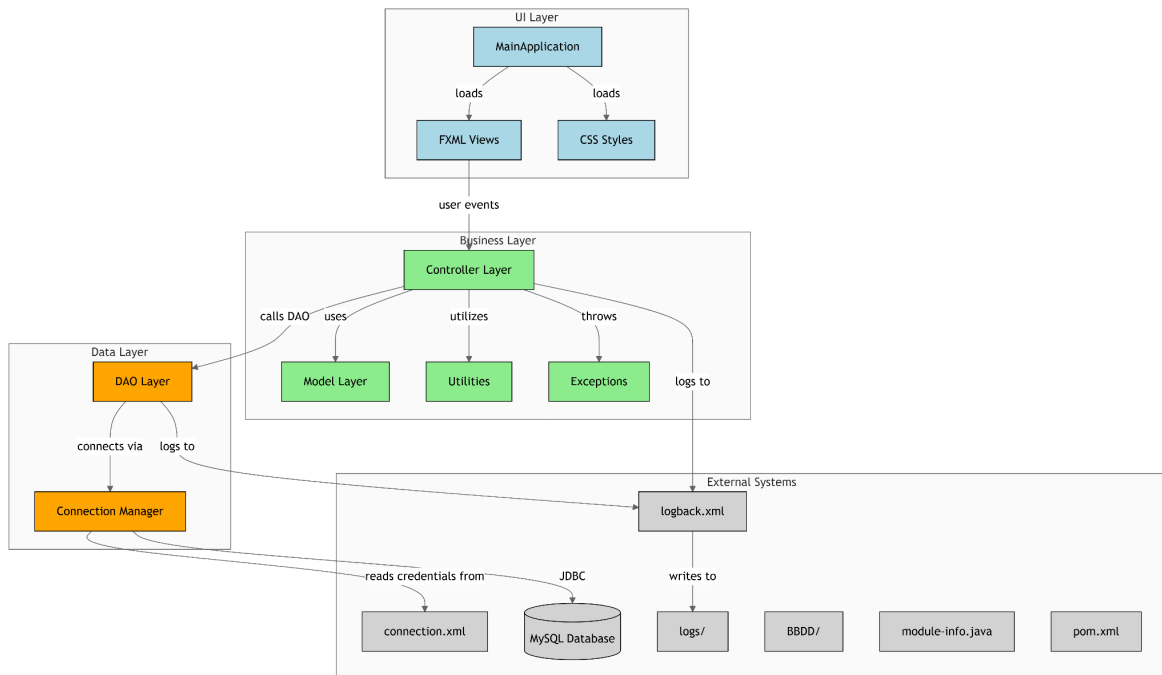 UI Layer
MainApplication
loads
loads
FXML Views
CSS Styles
user events
Business Layer
Controller Layer
calls DAO
uses
utilizes
throws
Data Layer
DAO Layer
Model Layer
Utilities
Exceptions
logs to
connects via
logs to
External Systems
Connection Manager
logback.xml
reads credentials from
JDBC
writes to
connection.xml
MySQL Database
logs/
BBDD/
module-info.java
pom.xml